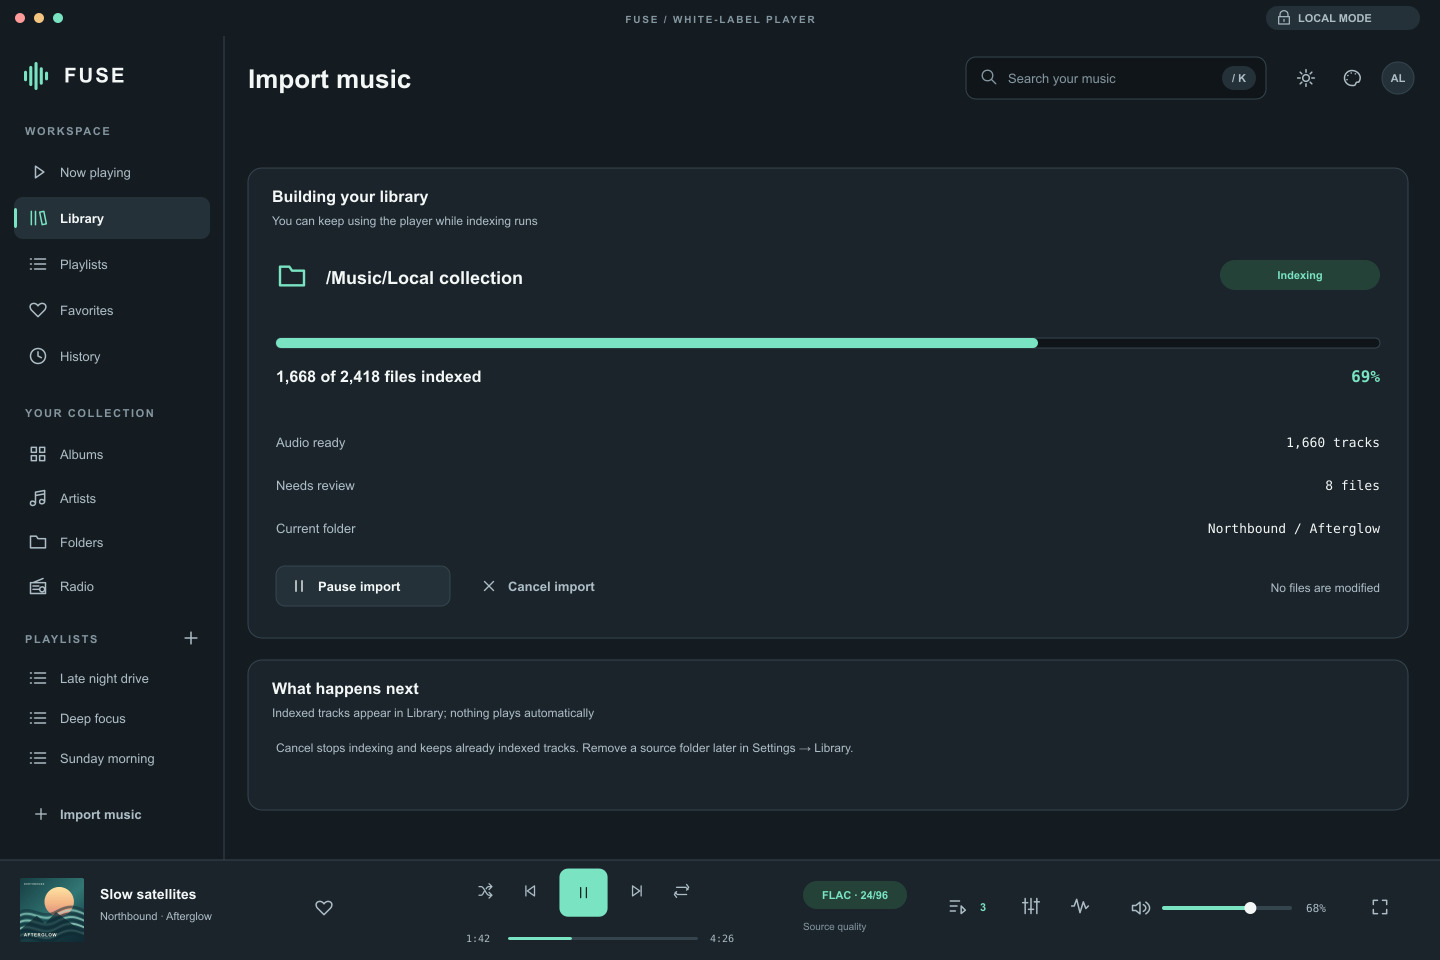 FUSE / WHITE-LABEL PLAYER
LOCAL MODE
FUSE
Import music
Search your music
/ K
AL
WORKSPACE
Now playing
Library
Playlists
Favorites
History
YOUR COLLECTION
Albums
Artists
Folders
Radio
PLAYLISTS
Late night drive
Deep focus
Sunday morning
Import music
Building your library
You can keep using the player while indexing runs
/Music/Local collection
Indexing
1,668 of 2,418 files indexed
69%
Audio ready
1,660 tracks
Needs review
8 files
Current folder
Northbound / Afterglow
Pause import
Cancel import
No files are modified
What happens next
Indexed tracks appear in Library; nothing plays automatically
Cancel stops indexing and keeps already indexed tracks. Remove a source folder later in Settings → Library.
AFTERGLOW
Slow satellites
Northbound · Afterglow
1:42
4:26
FLAC · 24/96
Source quality
3
68%